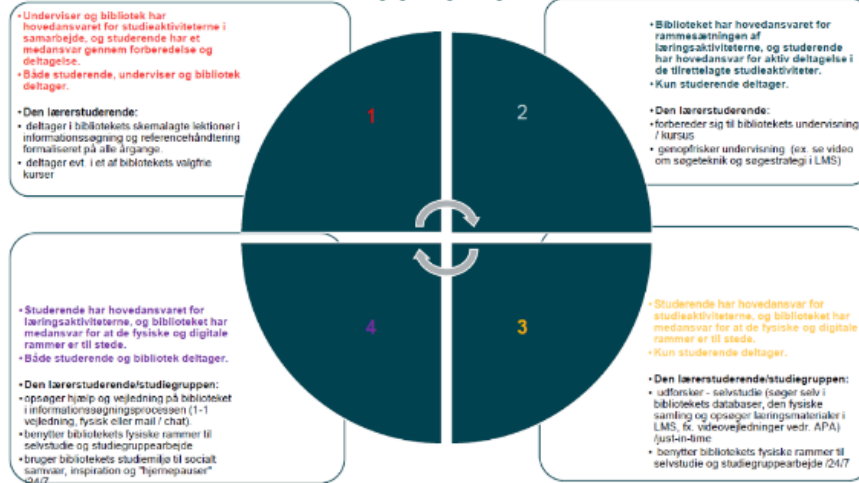 • Underviser og bibliotek har
hovedansvaret for studieaktiviteterne i
samarbejde, og studerende har et
medansvar gennem forberedelse og
deltagelse.
• Både studerende, underviser og bibliotek
deltager.
• Den lærerstuderende:
• deltager i bibliotekets skemalagte lektioner i
informationssøgning og referencehåndtering
formaliseret på alle årgange.
• deltager evt. i et af bibliotekets valgfrie
kurser
1
2
• Biblioteket har hovedansvaret for
rammesætningen af
læringsaktiviteterne, og studerende
har hovedansvar for aktiv deltagelse i
de tilrettelagte studieaktiviteter.
• Kun studerende deltager.
• Den lærerstuderende:
• forbereder sig til bibliotekets undervisning
/ kursus
• genopfrisker undervisning (ex. se video
om søgeteknik og søgestrategi i LMS)
• Studerende har hovedansvaret for
læringsaktiviteterne, og biblioteket har
medansvar for at de fysiske og digitale
rammer er til stede.
• Både studerende og bibliotek deltager.
• Den lærerstuderende/studiegruppen:
• opsøger hjælp og vejledning på biblioteket
i informationssøgningsprocessen (1-1
vejledning, fysisk eller mail / chat).
• benytter bibliotekets fysiske rammer til
selvstudie og studiegruppearbejde
• bruger bibliotekets studiemiljø til socialt
samvær, inspiration og "hjernepauser"
/24/7
4
3
• Studerende har hovedansvar for
studieaktiviteterne, og biblioteket har
medansvar for at de fysiske og digitale
rammer er til stede.
• Kun studerende deltager.
• Den lærerstuderende/studiegruppen:
• udforsker - selvstudie (søger selv i
bibliotekets databaser, den fysiske
samling og opsøger læringsmaterialer i
LMS, fx. videovejledninger vedr. APA)
/just-in-time
• benytter bibliotekets fysiske rammer til
selvstudie og studiegruppearbejde /24/7